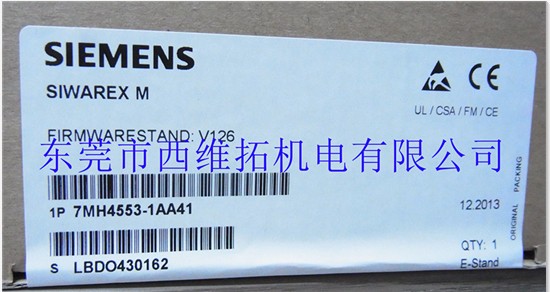 SIEMENS
SIWAREX M
UL / CSA / FM / CE
FIRMWARESTAND: V126
东莞市西维拓机电有限公司
1P 7MH4553-1AA41
12.2013
S LBDO430162
QTY: 1
E-Stand
ORIGINAL PACKING